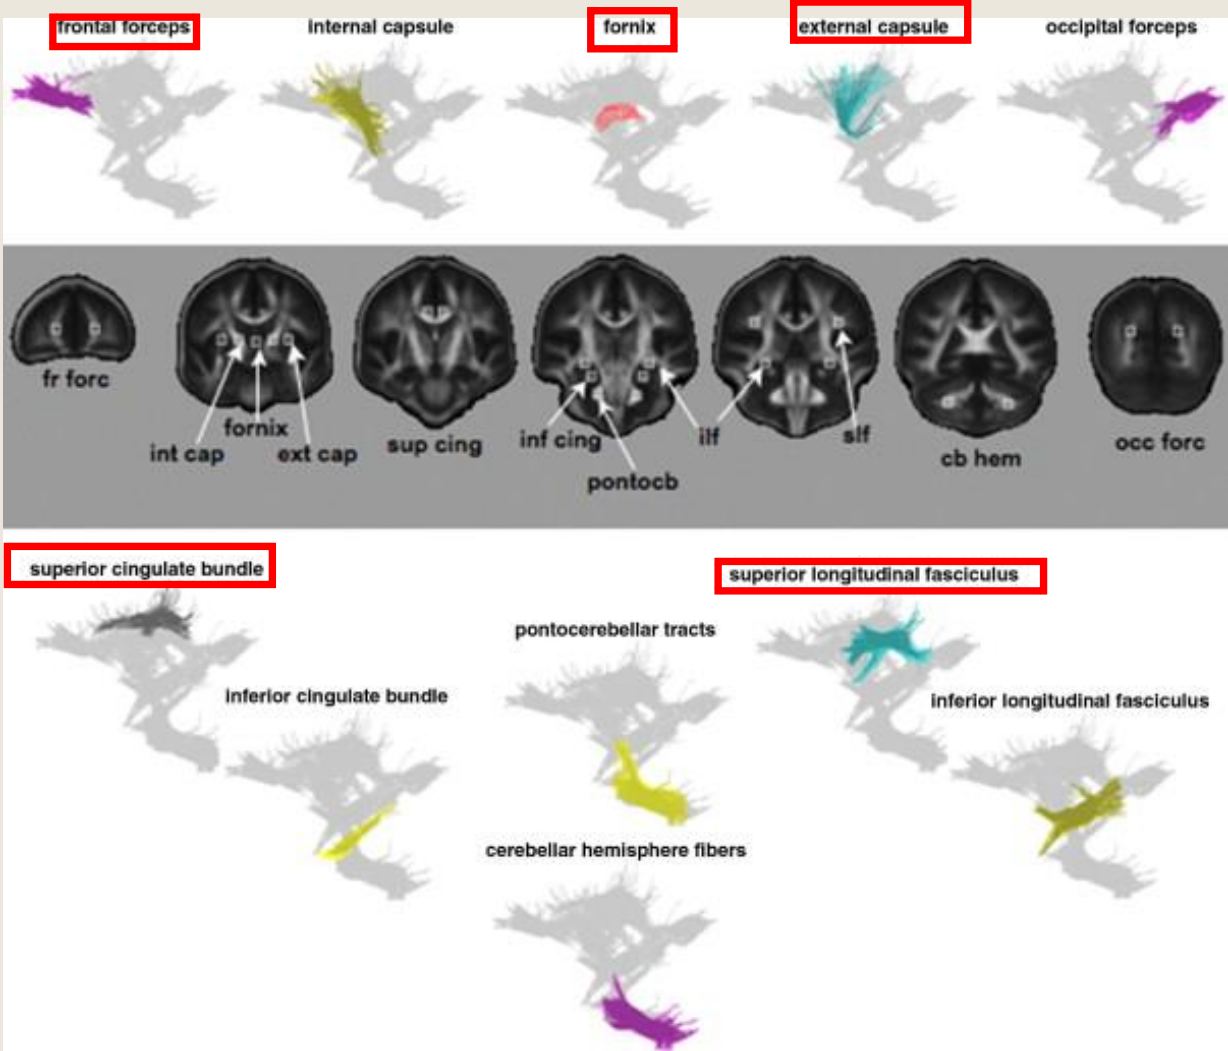 frontal forceps
internal capsule
fornix
external capsule
occipital forceps
fr forc
int cap
fornix
ext cap
sup cing
inf cing
pontocb
ilf
slf
cb hem
occ forc
superior cingulate bundle
superior longitudinal fasciculus
pontocerebellar tracts
inferior cingulate bundle
inferior longitudinal fasciculus
cerebellar hemisphere fibers